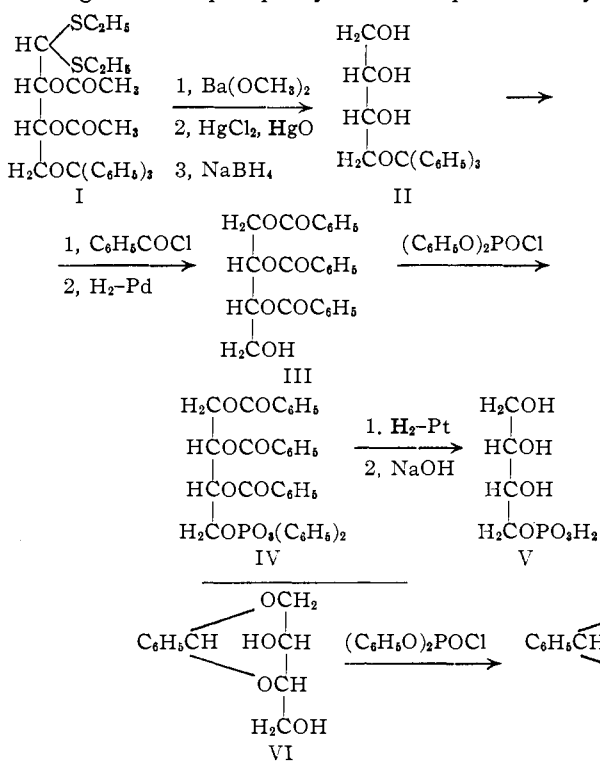 SC₂H₅
HC
SC₂H₅
HCOCOCH₃
HCOCOCH₃
H₂COC(C₆H₅)₃
I
1, Ba(OCH₃)₂
2, HgCl₂, HgO
3, NaBH₄
H₂COH
HCOH
HCOH
H₂COC(C₆H₅)₃
II
1, C₆H₅COCl
2, H₂–Pd
H₂COCOC₆H₅
HCOCOC₆H₅
HCOCOC₆H₅
H₂COH
III
(C₆H₅O)₂POCl
H₂COCOC₆H₅
HCOCOC₆H₅
HCOCOC₆H₅
H₂COPO₃(C₆H₅)₂
IV
1. H₂–Pt
2, NaOH
H₂COH
HCOH
HCOH
H₂COPO₃H₂
V
OCH₂
C₆H₅CH HOCH
OCH
H₂COH
VI
(C₆H₅O)₂POCl
C₆H₅CH